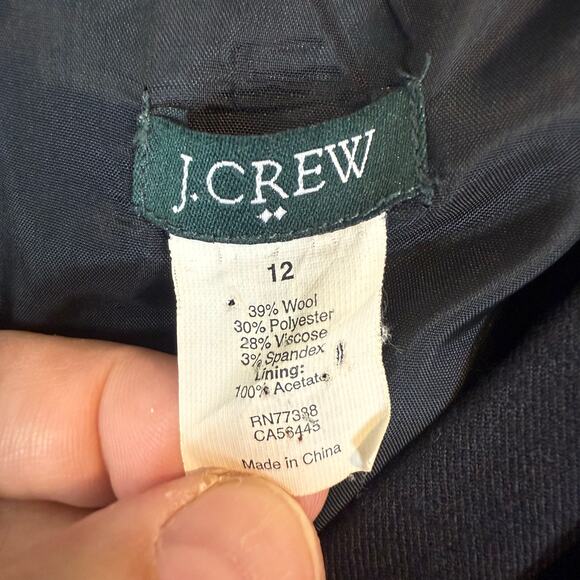 J.CREW
12
39% Wool
30% Polyester
28% Viscose
3% Spandex
Lining:
100% Acetate
RN77388
CA56445
Made in China